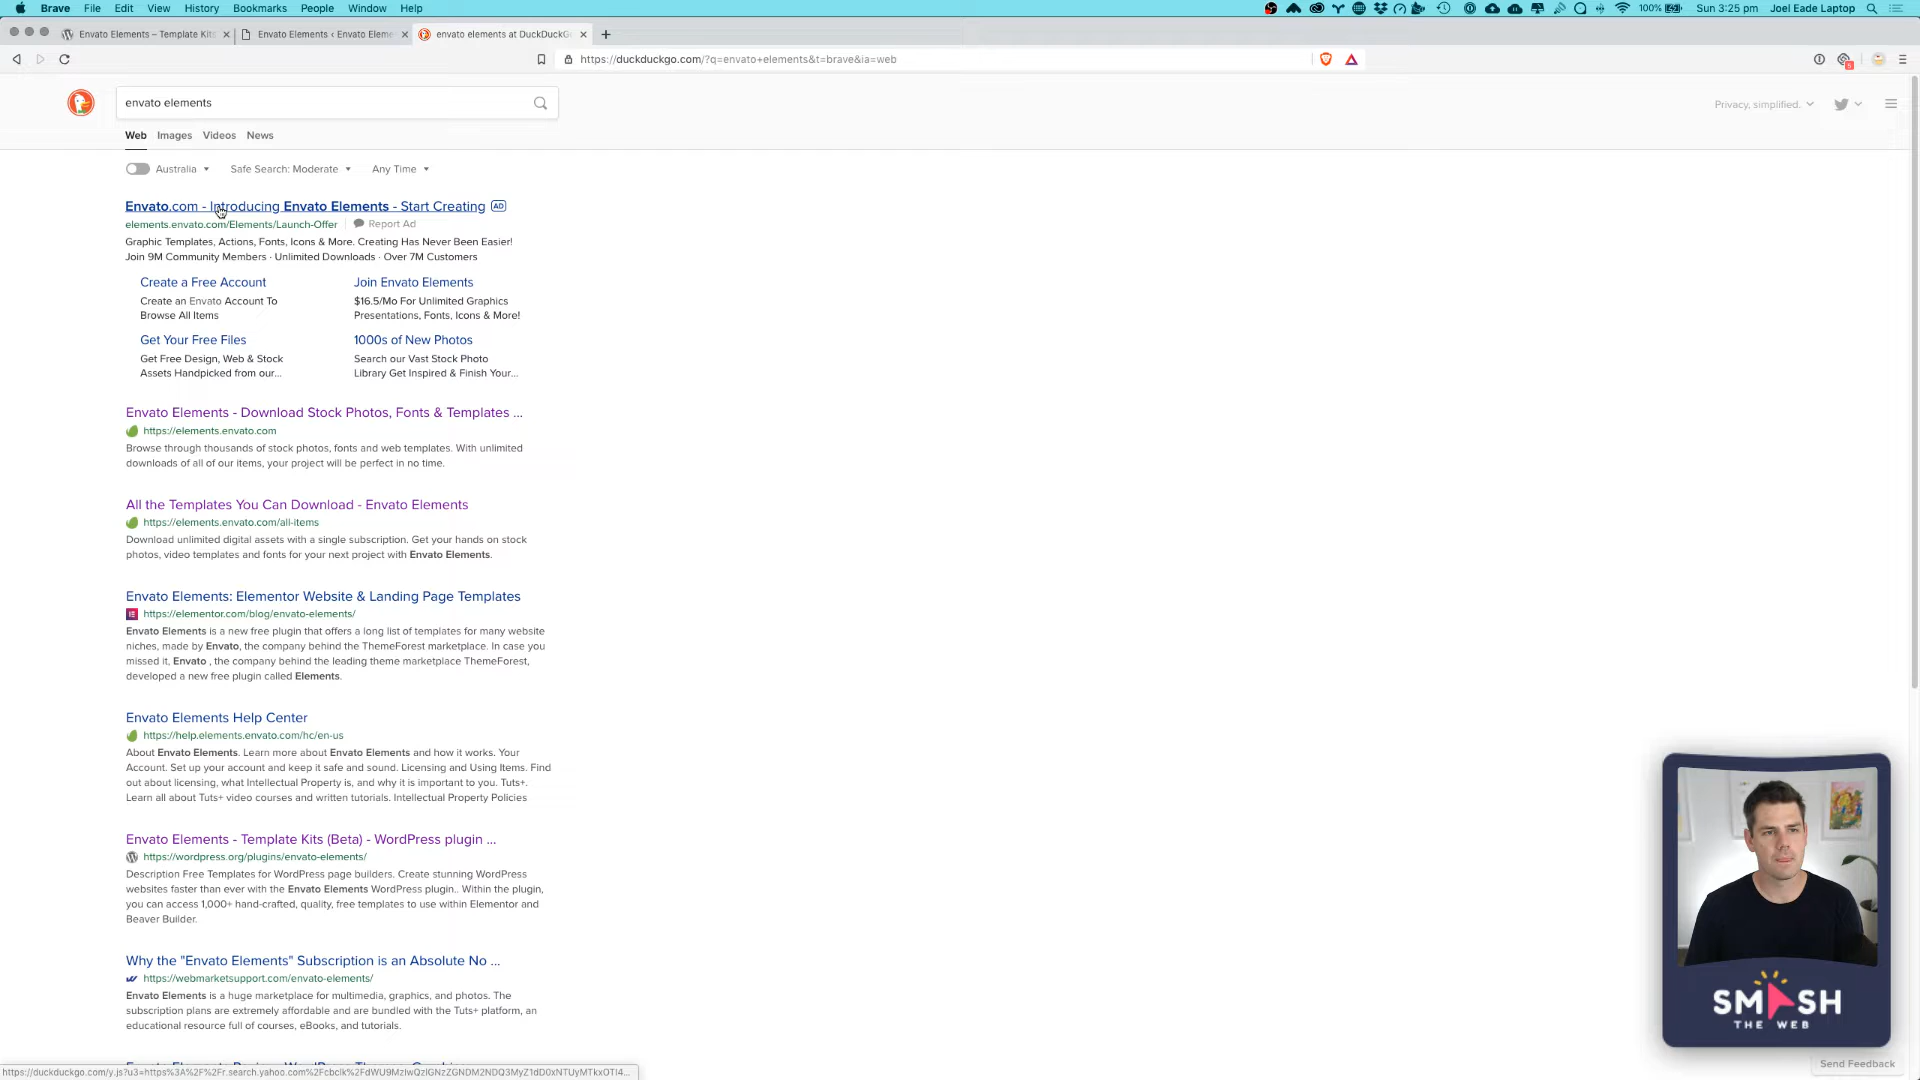 Brave File Edit View History Bookmarks People Window Help
100% Sun 3:25 pm Joel Eade Laptop
Envato Elements – Template Kits
Envato Elements ‹ Envato Eleme
envato elements at DuckDuckG
https://duckduckgo.com/?q=envato+elements&t=brave&ia=web
envato elements
Privacy, simplified.
Web Images Videos News
Australia Safe Search: Moderate Any Time
Envato.com - Introducing Envato Elements - Start Creating AD
elements.envato.com/Elements/Launch-Offer Report Ad
Graphic Templates, Actions, Fonts, Icons & More. Creating Has Never Been Easier!
Join 9M Community Members · Unlimited Downloads · Over 7M Customers
Create a Free Account
Create an Envato Account To
Browse All Items
Join Envato Elements
$16.5/Mo For Unlimited Graphics
Presentations, Fonts, Icons & More!
Get Your Free Files
Get Free Design, Web & Stock
Assets Handpicked from our...
1000s of New Photos
Search our Vast Stock Photo
Library Get Inspired & Finish Your...
Envato Elements - Download Stock Photos, Fonts & Templates ...
https://elements.envato.com
Browse through thousands of stock photos, fonts and web templates. With unlimited
downloads of all of our items, your project will be perfect in no time.
All the Templates You Can Download - Envato Elements
https://elements.envato.com/all-items
Download unlimited digital assets with a single subscription. Get your hands on stock
photos, video templates and fonts for your next project with Envato Elements.
Envato Elements: Elementor Website & Landing Page Templates
https://elementor.com/blog/envato-elements/
Envato Elements is a new free plugin that offers a long list of templates for many website
niches, made by Envato, the company behind the ThemeForest marketplace. In case you
missed it, Envato , the company behind the leading theme marketplace ThemeForest,
developed a new free plugin called Elements.
Envato Elements Help Center
https://help.elements.envato.com/hc/en-us
About Envato Elements. Learn more about Envato Elements and how it works. Your
Account. Set up your account and keep it safe and sound. Licensing and Using Items. Find
out about licensing, what Intellectual Property is, and why it is important to you. Tuts+.
Learn all about Tuts+ video courses and written tutorials. Intellectual Property Policies
Envato Elements - Template Kits (Beta) - WordPress plugin ...
https://wordpress.org/plugins/envato-elements/
Description Free Templates for WordPress page builders. Create stunning WordPress
websites faster than ever with the Envato Elements WordPress plugin.. Within the plugin,
you can access 1,000+ hand-crafted, quality, free templates to use within Elementor and
Beaver Builder.
Why the "Envato Elements" Subscription is an Absolute No ...
https://webmarketsupport.com/envato-elements/
Envato Elements is a huge marketplace for multimedia, graphics, and photos. The
subscription plans are extremely affordable and are bundled with the Tuts+ platform, an
educational resource full of courses, eBooks, and tutorials.
SMASH
THE WEB
Send Feedback